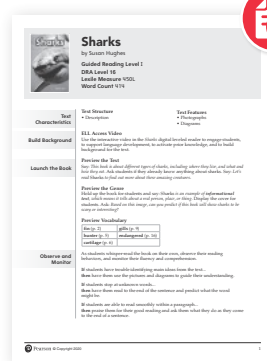 Sharks
Sharks
by Susan Hughes
Guided Reading Level I
DRA Level 16
Lexile Measure 450L
Word Count 414
Text
Characteristics
Text Structure
• Description
Text Features
• Photographs
• Diagrams
Build Background
ELL Access Video
Use the interactive video in the Sharks digital leveled reader to engage students,
to support language development, to activate prior knowledge, and to build
background for the text.
Launch the Book
Preview the Text
Say: This book is about different types of sharks, including where they live, and what and
how they eat. Ask students if they already know anything about sharks. Say: Let's
read Sharks to find out more about these amazing creatures.
Preview the Genre
Hold up the book for students and say: Sharks is an example of informational
text, which means it tells about a real person, place, or thing. Display the cover for
students. Ask: Based on this image, can you predict if this book will show sharks to be
scary or interesting?
Preview Vocabulary
fin (p. 2)
gills (p. 9)
hunter (p. 5)
endangered (p. 16)
cartilage (p. 6)
Observe and
Monitor
As students whisper-read the book on their own, observe their reading
behaviors, and monitor their fluency and comprehension.
If students have trouble identifying main ideas from the text...
then have them use the pictures and diagrams to guide their understanding.
If students stop at unknown words...
then have them read to the end of the sentence and predict what the word
might be.
If students are able to read smoothly within a paragraph...
then praise them for their good reading and ask them what they do as they come
to the end of a sentence.
Pearson © Copyright 2020
1